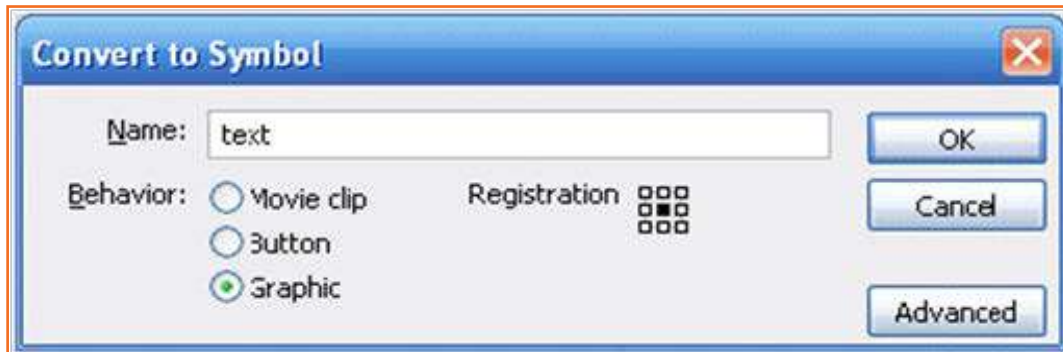 Convert to Symbol
Name: text OK
Behavior: Movie clip Registration Cancel
Button
Graphic
Advanced